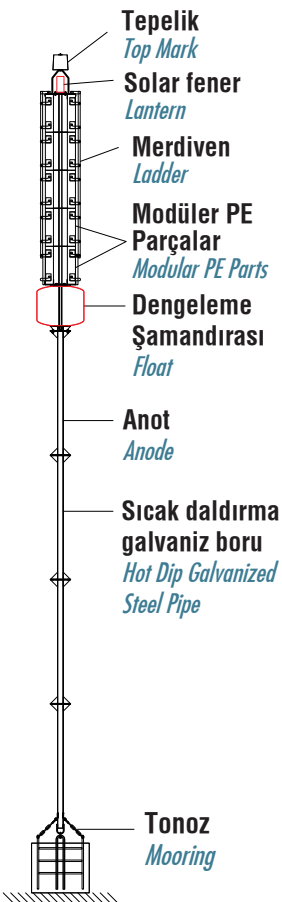 Tepelik
Top Mark
Solar fener
Lantern
Merdiven
Ladder
Modüler PE
Parçalar
Modular PE Parts
Dengeleme
Şamandırası
Float
Anot
Anode
Sıcak daldırma
galvaniz boru
Hot Dip Galvanized
Steel Pipe
Tonoz
Mooring